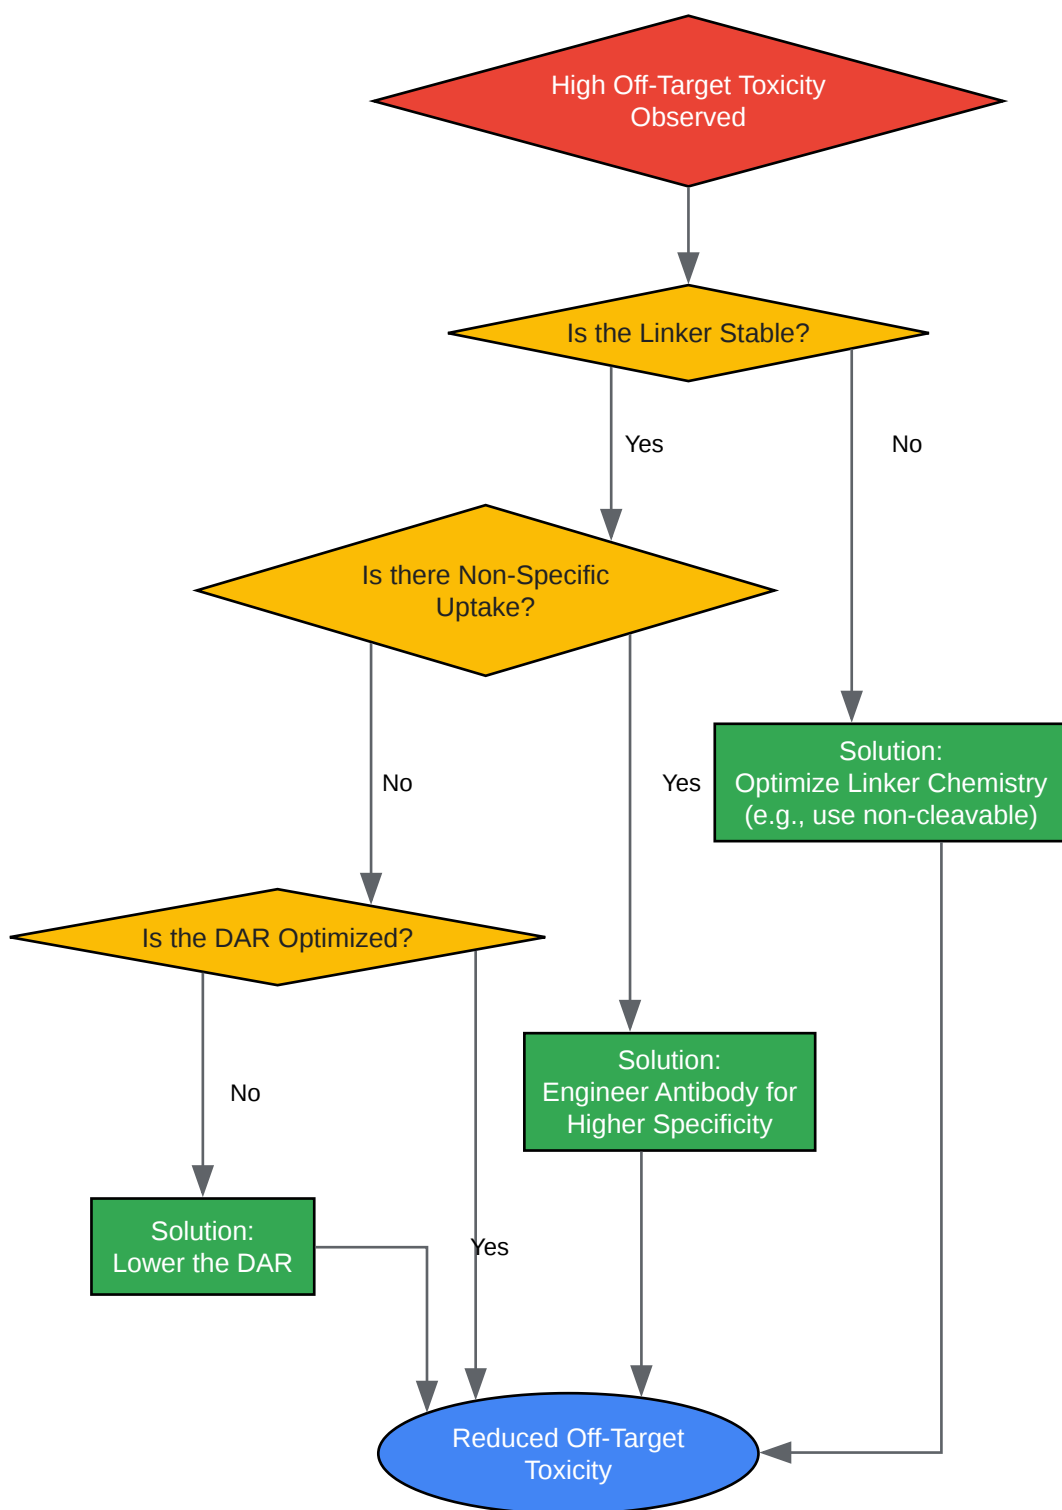 High Off-Target Toxicity
Observed
Is the Linker Stable?
Yes
No
Is there Non-Specific
Uptake?
Solution:
Optimize Linker Chemistry
(e.g., use non-cleavable)
No
Yes
Is the DAR Optimized?
Solution:
Engineer Antibody for
Higher Specificity
No
Solution:
Lower the DAR
Yes
Reduced Off-Target
Toxicity